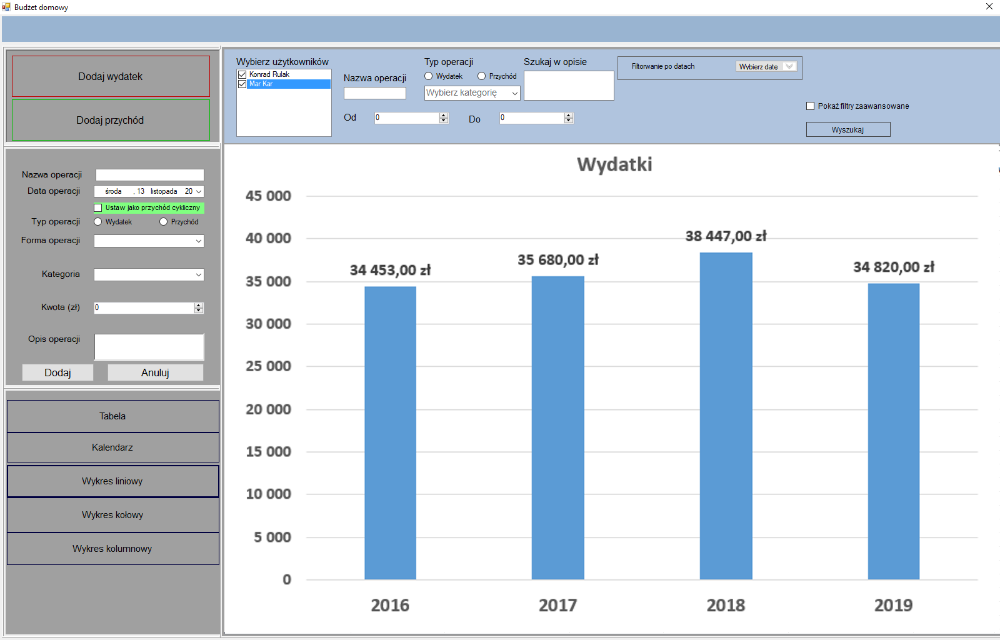 Budżet domowy
Dodaj wydatek
Dodaj przychód
Wybierz użytkowników
Konrad Rulak
Mar Kar
Nazwa operacji
Typ operacji
Wydatek Przychód
Wybierz kategorię
Szukaj w opisie
Od 0 Do 0
Filtorwanie po datach Wybierz datę
Pokaż filtry zaawansowane
Wyszukaj
Nazwa operacji
Data operacji środa , 13 listopada 20
Ustaw jako przychód cykliczny
Typ operacji Wydatek Przychód
Forma operacji
Kategoria
Kwota (zł) 0
Opis operacji
Dodaj Anuluj
Tabela
Kalendarz
Wykres liniowy
Wykres kołowy
Wykres kolumnowy
Wydatki
45 000
40 000
35 000
30 000
25 000
20 000
15 000
10 000
5 000
0
34 453,00 zł
35 680,00 zł
38 447,00 zł
34 820,00 zł
2016 2017 2018 2019